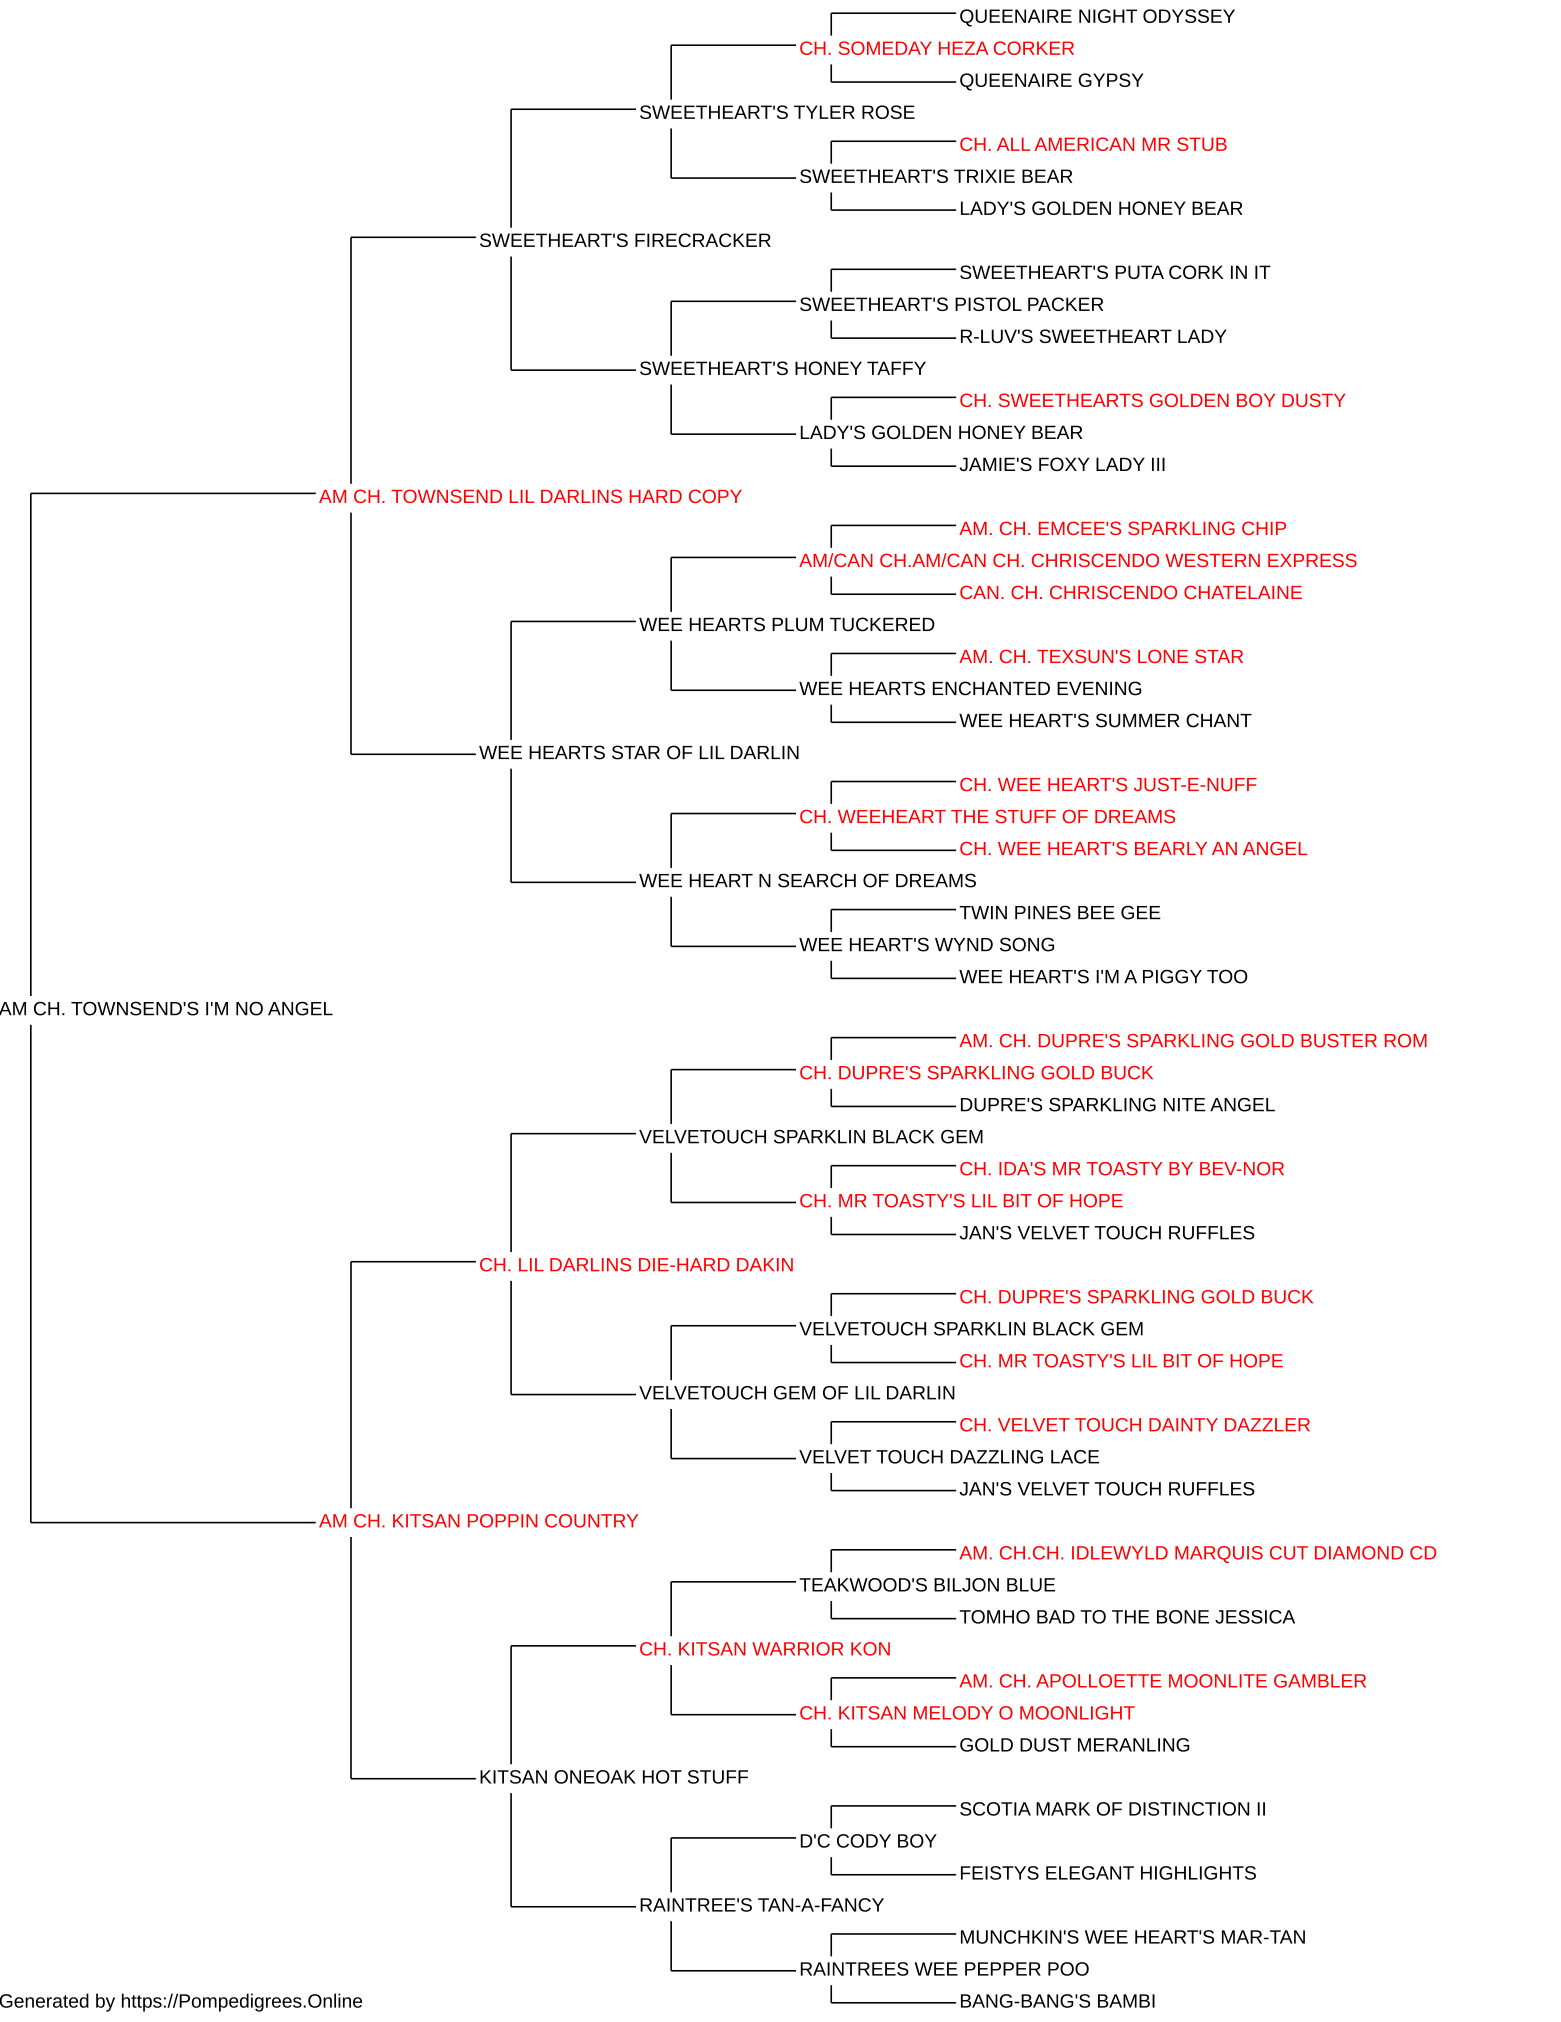 QUEENAIRE NIGHT ODYSSEY
CH. SOMEDAY HEZA CORKER
QUEENAIRE GYPSY
SWEETHEART'S TYLER ROSE
CH. ALL AMERICAN MR STUB
SWEETHEART'S TRIXIE BEAR
LADY'S GOLDEN HONEY BEAR
SWEETHEART'S FIRECRACKER
SWEETHEART'S PUTA CORK IN IT
SWEETHEART'S PISTOL PACKER
R-LUV'S SWEETHEART LADY
SWEETHEART'S HONEY TAFFY
CH. SWEETHEARTS GOLDEN BOY DUSTY
LADY'S GOLDEN HONEY BEAR
JAMIE'S FOXY LADY III
AM CH. TOWNSEND LIL DARLINS HARD COPY
AM. CH. EMCEE'S SPARKLING CHIP
AM/CAN CH.AM/CAN CH. CHRISCENDO WESTERN EXPRESS
CAN. CH. CHRISCENDO CHATELAINE
WEE HEARTS PLUM TUCKERED
AM. CH. TEXSUN'S LONE STAR
WEE HEARTS ENCHANTED EVENING
WEE HEART'S SUMMER CHANT
WEE HEARTS STAR OF LIL DARLIN
CH. WEE HEART'S JUST-E-NUFF
CH. WEEHEART THE STUFF OF DREAMS
CH. WEE HEART'S BEARLY AN ANGEL
WEE HEART N SEARCH OF DREAMS
TWIN PINES BEE GEE
WEE HEART'S WYND SONG
WEE HEART'S I'M A PIGGY TOO
AM CH. TOWNSEND'S I'M NO ANGEL
AM. CH. DUPRE'S SPARKLING GOLD BUSTER ROM
CH. DUPRE'S SPARKLING GOLD BUCK
DUPRE'S SPARKLING NITE ANGEL
VELVETOUCH SPARKLIN BLACK GEM
CH. IDA'S MR TOASTY BY BEV-NOR
CH. MR TOASTY'S LIL BIT OF HOPE
JAN'S VELVET TOUCH RUFFLES
CH. LIL DARLINS DIE-HARD DAKIN
CH. DUPRE'S SPARKLING GOLD BUCK
VELVETOUCH SPARKLIN BLACK GEM
CH. MR TOASTY'S LIL BIT OF HOPE
VELVETOUCH GEM OF LIL DARLIN
CH. VELVET TOUCH DAINTY DAZZLER
VELVET TOUCH DAZZLING LACE
JAN'S VELVET TOUCH RUFFLES
AM CH. KITSAN POPPIN COUNTRY
AM. CH.CH. IDLEWYLD MARQUIS CUT DIAMOND CD
TEAKWOOD'S BILJON BLUE
TOMHO BAD TO THE BONE JESSICA
CH. KITSAN WARRIOR KON
AM. CH. APOLLOETTE MOONLITE GAMBLER
CH. KITSAN MELODY O MOONLIGHT
GOLD DUST MERANLING
KITSAN ONEOAK HOT STUFF
SCOTIA MARK OF DISTINCTION II
D'C CODY BOY
FEISTYS ELEGANT HIGHLIGHTS
RAINTREE'S TAN-A-FANCY
MUNCHKIN'S WEE HEART'S MAR-TAN
RAINTREES WEE PEPPER POO
BANG-BANG'S BAMBI
Generated by https://Pompedigrees.Online